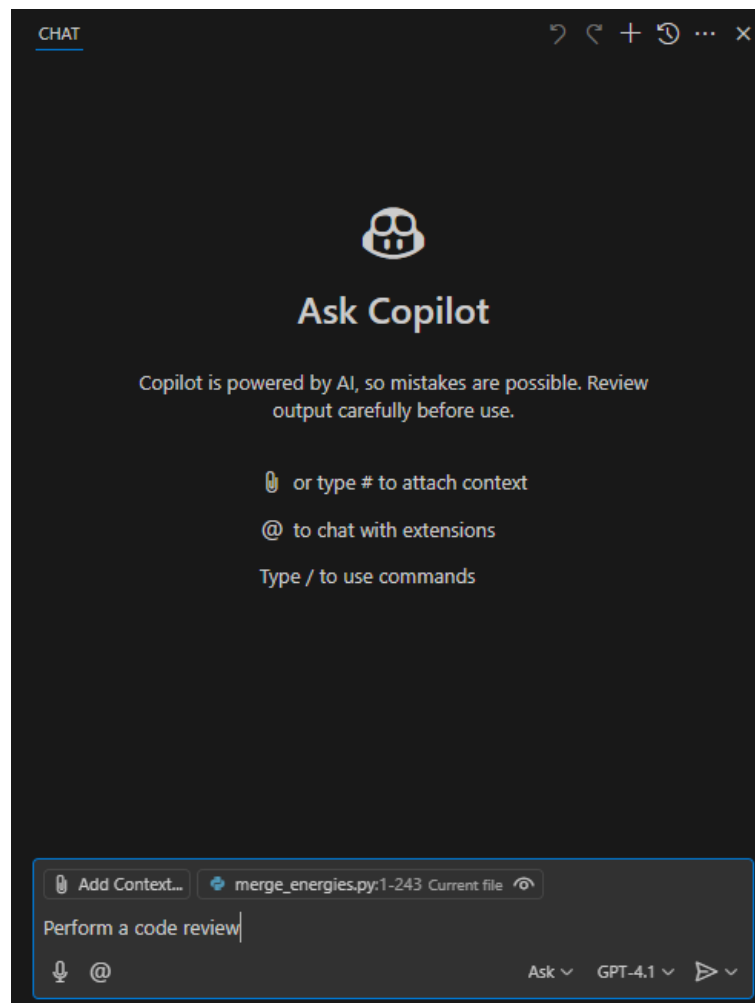 CHAT
Ask Copilot
Copilot is powered by AI, so mistakes are possible. Review
output carefully before use.
or type # to attach context
@ to chat with extensions
Type / to use commands
Add Context... merge_energies.py:1-243 Current file
Perform a code review
@ Ask GPT-4.1